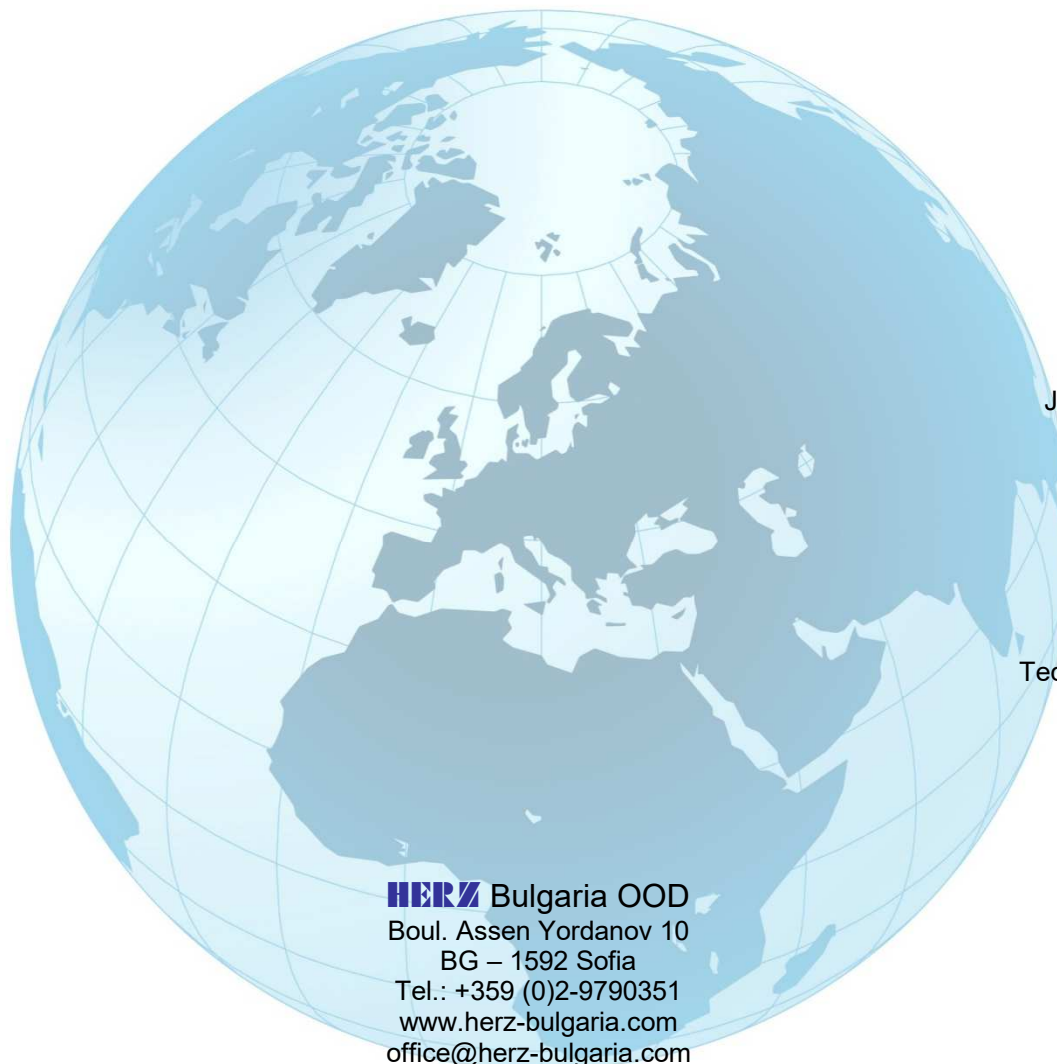 HERZ Bulgaria OOD
Boul. Assen Yordanov 10
BG – 1592 Sofia
Tel.: +359 (0)2-9790351
www.herz-bulgaria.com
office@herz-bulgaria.com